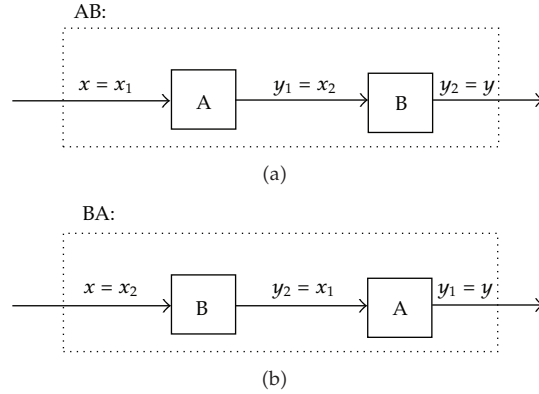 AB:
x = x₁
A
y₁ = x₂
B
y₂ = y
(a)
BA:
x = x₂
B
y₂ = x₁
A
y₁ = y
(b)